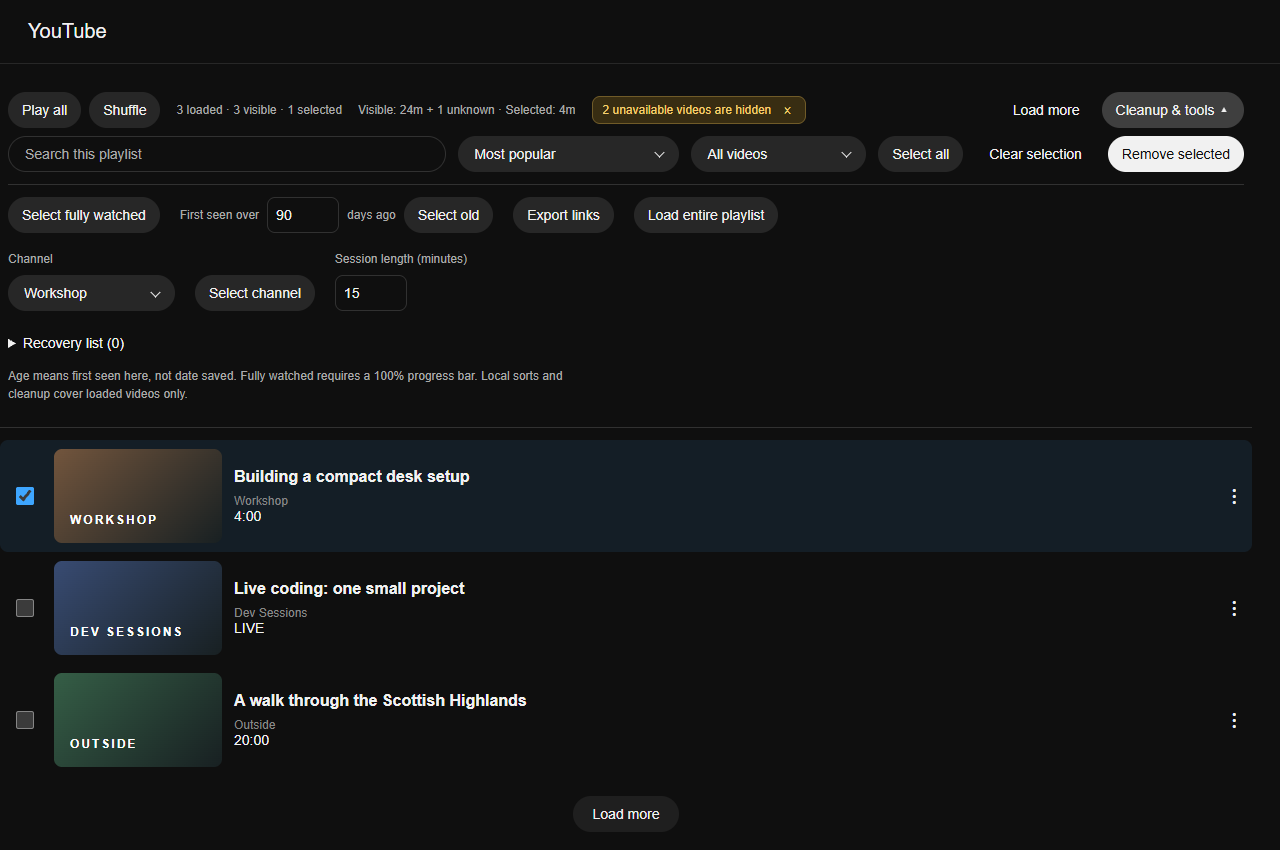 YouTube
Play all Shuffle 3 loaded · 3 visible · 1 selected Visible: 24m + 1 unknown · Selected: 4m 2 unavailable videos are hidden x Load more Cleanup & tools ▲
Search this playlist Most popular All videos Select all Clear selection Remove selected
Select fully watched First seen over 90 days ago Select old Export links Load entire playlist
Channel Session length (minutes)
Workshop Select channel 15
▶ Recovery list (0)
Age means first seen here, not date saved. Fully watched requires a 100% progress bar. Local sorts and
cleanup cover loaded videos only.
WORKSHOP
Building a compact desk setup
Workshop
4:00
DEV SESSIONS
Live coding: one small project
Dev Sessions
LIVE
OUTSIDE
A walk through the Scottish Highlands
Outside
20:00
Load more